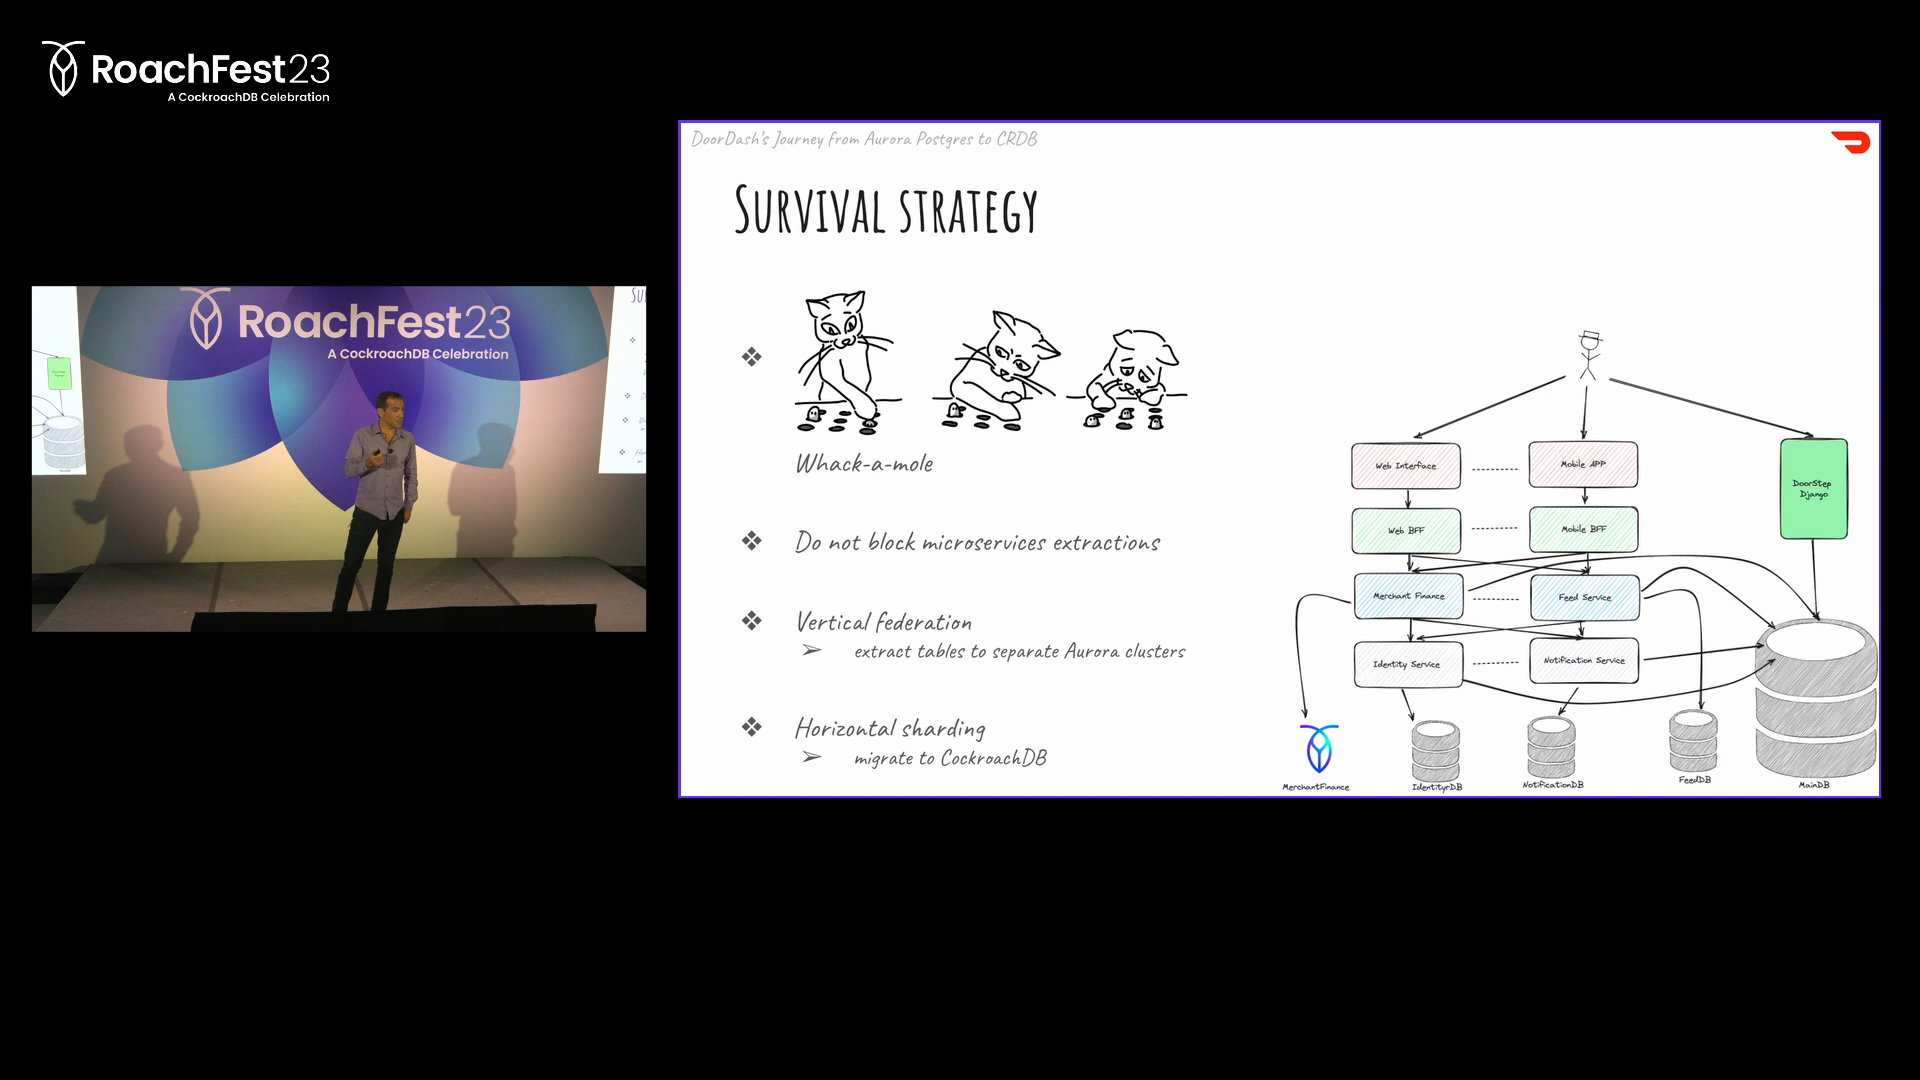 RoachFest23
A CockroachDB Celebration
DoorDash's Journey from Aurora Postgres to CRDB
Survival strategy
Whack-a-mole
Do not block microservices extractions
Vertical federation
extract tables to separate Aurora clusters
Horizontal sharding
migrate to CockroachDB
Web Interface
Mobile APP
DoorStep
Django
Web BFF
Mobile BFF
Merchant Finance
Feed Service
Identity Service
Notification Service
MerchantFinance
IdentityrDB
NotificationDB
FeedDB
MainDB
RoachFest23
A CockroachDB Celebration
SU